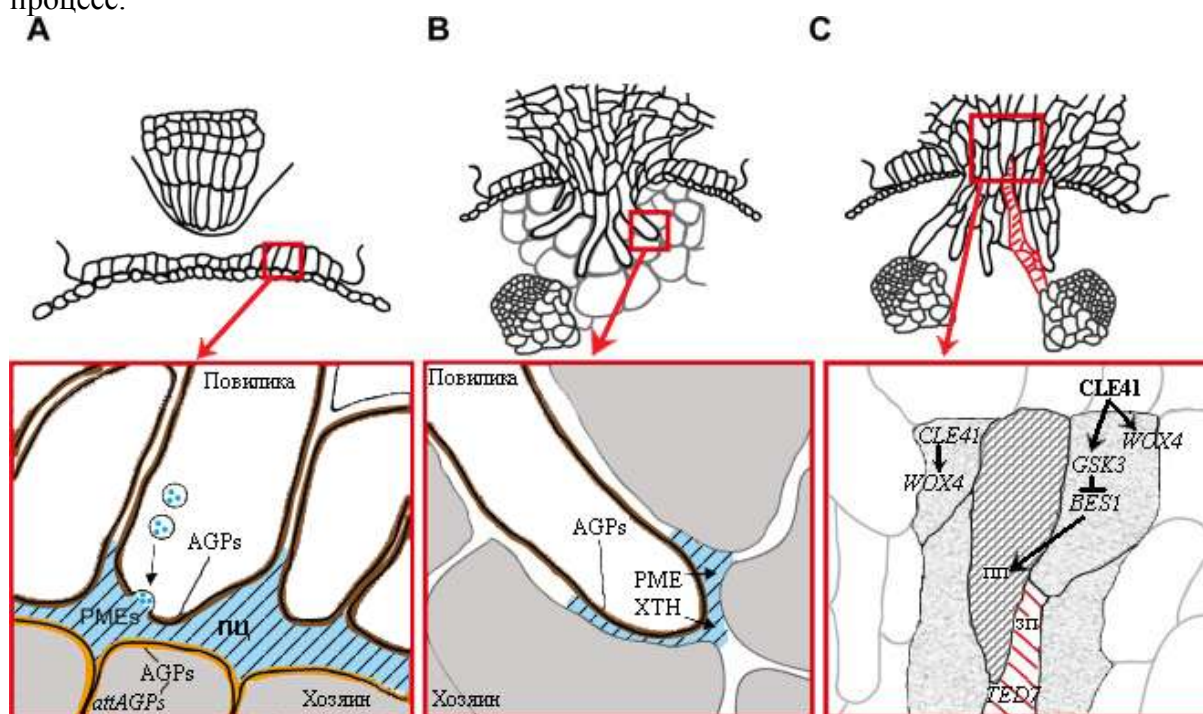 процесс.
A B C
Повилика
AGPs
PMEs
ПЦ
AGPs
attAGPs
Хозяин
Повилика
AGPs
PME
XTH
Хозяин
CLE41
CLE41
WOX4
WOX4
GSK3
BES1
пп
зп
TED7